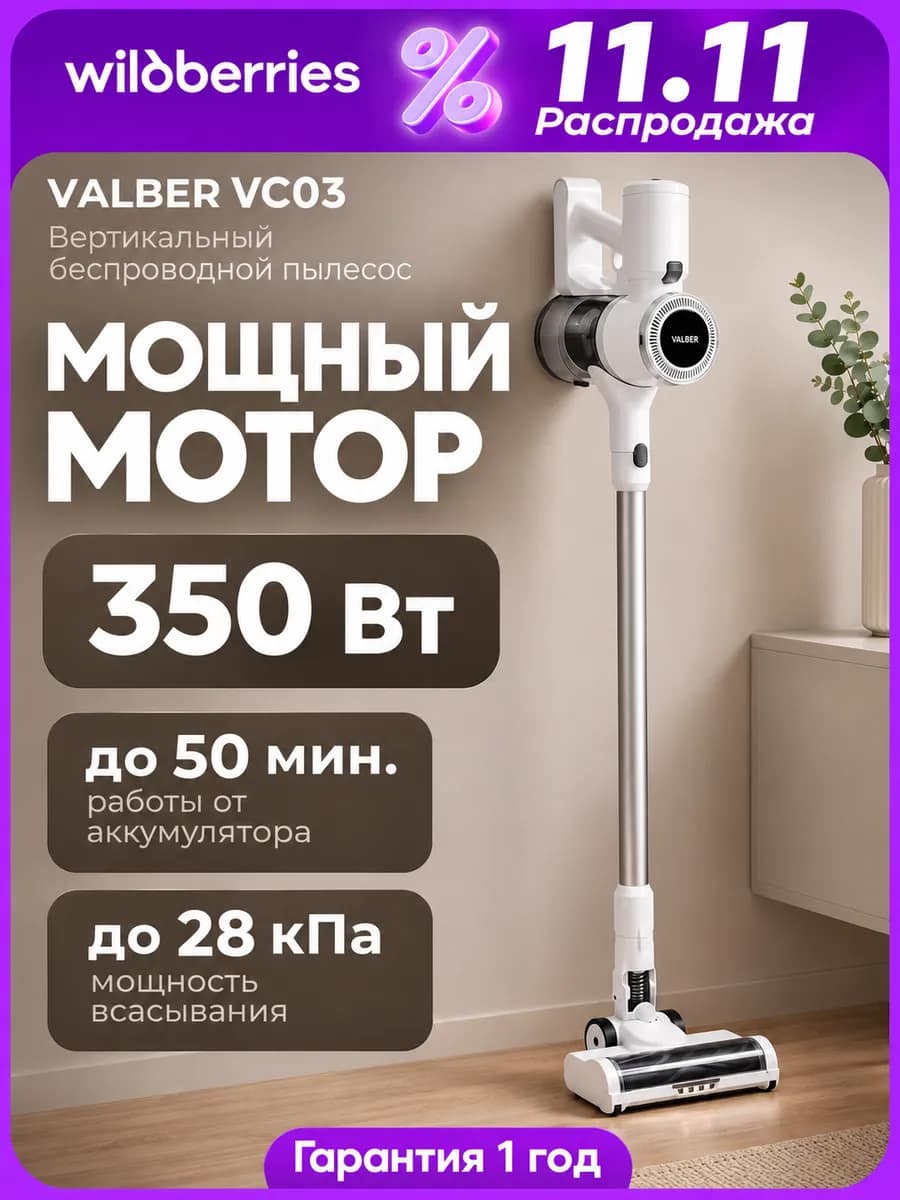 wildberries
%
11.11
Распродажа
VALBER VC03
Вертикальный
беспроводной пылесос
МОЩНЫЙ
МОТОР
VALBER
350 Вт
до 50 мин.
работы от
аккумулятора
до 28 кПа
мощность
всасывания
Гарантия 1 год